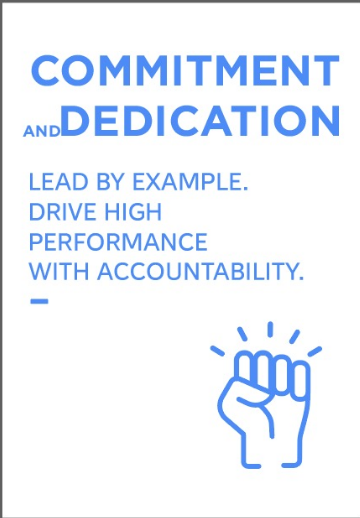 COMMITMENT
AND DEDICATION
LEAD BY EXAMPLE.
DRIVE HIGH
PERFORMANCE
WITH ACCOUNTABILITY.